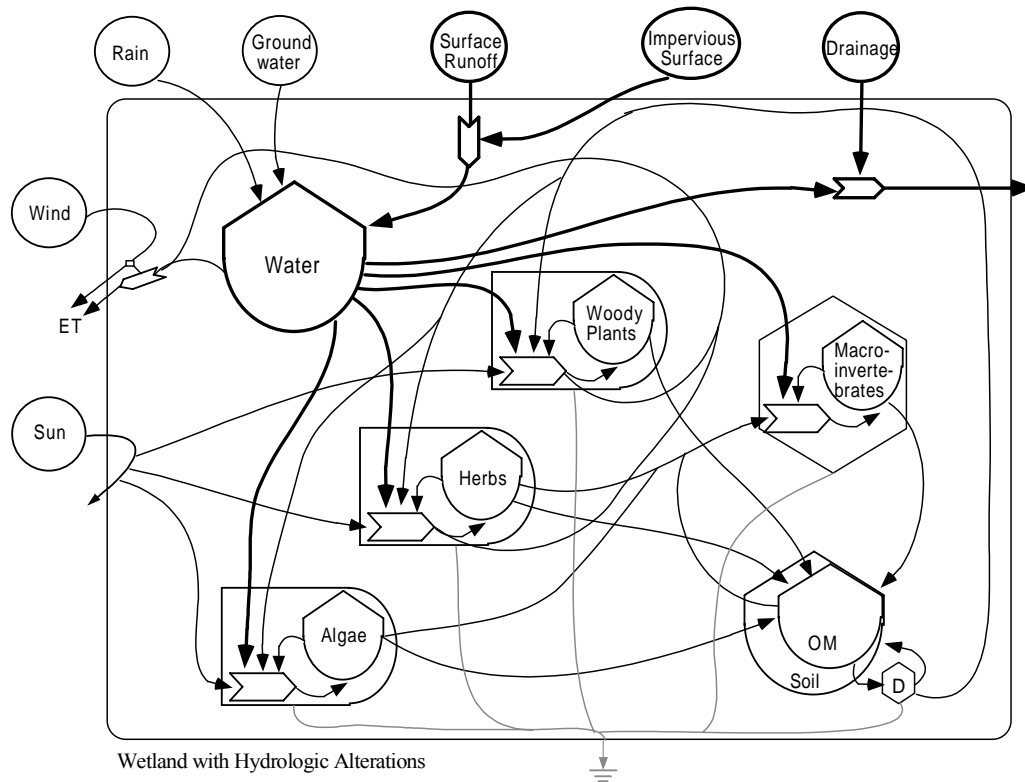 Rain
Ground
water
Surface
Runoff
Impervious
Surface
Drainage
Wind
Water
ET
Woody
Plants
Macro-
inverte-
brates
Sun
Herbs
Algae
OM
Soil
D
Wetland with Hydrologic Alterations